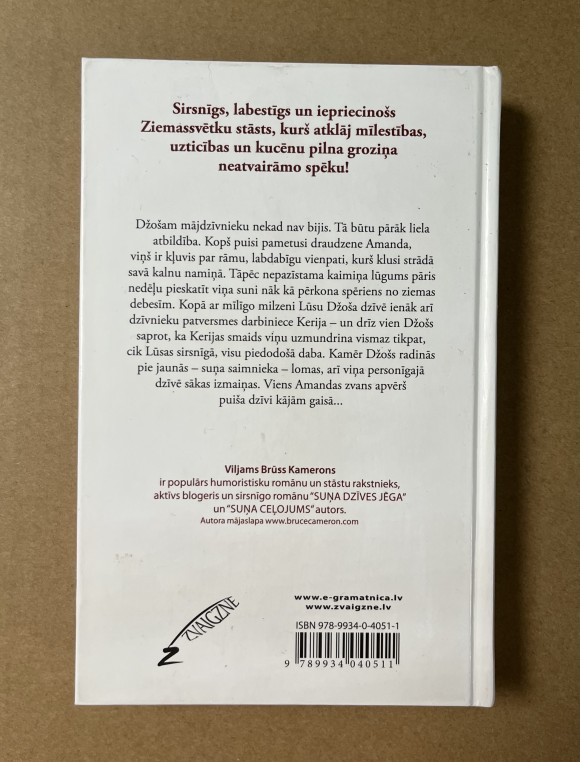 Sirsnīgs, labestīgs un iepriecinošs
Ziemassvētku stāsts, kurš atklāj mīlestības,
uzticības un kucēnu pilna groziņa
neatvairāmo spēku!
Džošam mājdzīvnieku nekad nav bijis. Tā būtu pārāk liela
atbildība. Kopš puisi pametusi draudzene Amanda,
viņš ir kļuvis par rāmu, labdabīgu vienpati, kurš klusi strādā
savā kalnu namiņā. Tāpēc nepazīstama kaimiņa lūgums pāris
nedēļu pieskatīt viņa suni nāk kā pērkona spēriens no ziemas
debesīm. Kopā ar mīlīgo milzeni Lūsu Džoša dzīvē ienāk arī
dzīvnieku patversmes darbiniece Kerija – un drīz vien Džošs
saprot, ka Kerijas smaids viņu uzmundrina vismaz tikpat,
cik Lūsas sirsnīgā, visu piedodošā daba. Kamēr Džošs radinās
pie jaunās – suņa saimnieka – lomas, arī viņa personīgajā
dzīvē sākas izmaiņas. Viens Amandas zvans apvērš
puiša dzīvi kājām gaisā...
Viljams Brūss Kamerons
ir populārs humoristisku romānu un stāstu rakstnieks,
aktīvs blogeris un sirsnīgo romānu "SUŅA DZĪVES JĒGA"
un "SUŅA CEĻOJUMS" autors.
Autora mājaslapa www.brucecameron.com
ZVAIGZNE
www.e-gramatnica.lv
www.zvaigzne.lv
ISBN 978-9934-0-4051-1
9 789934 040511